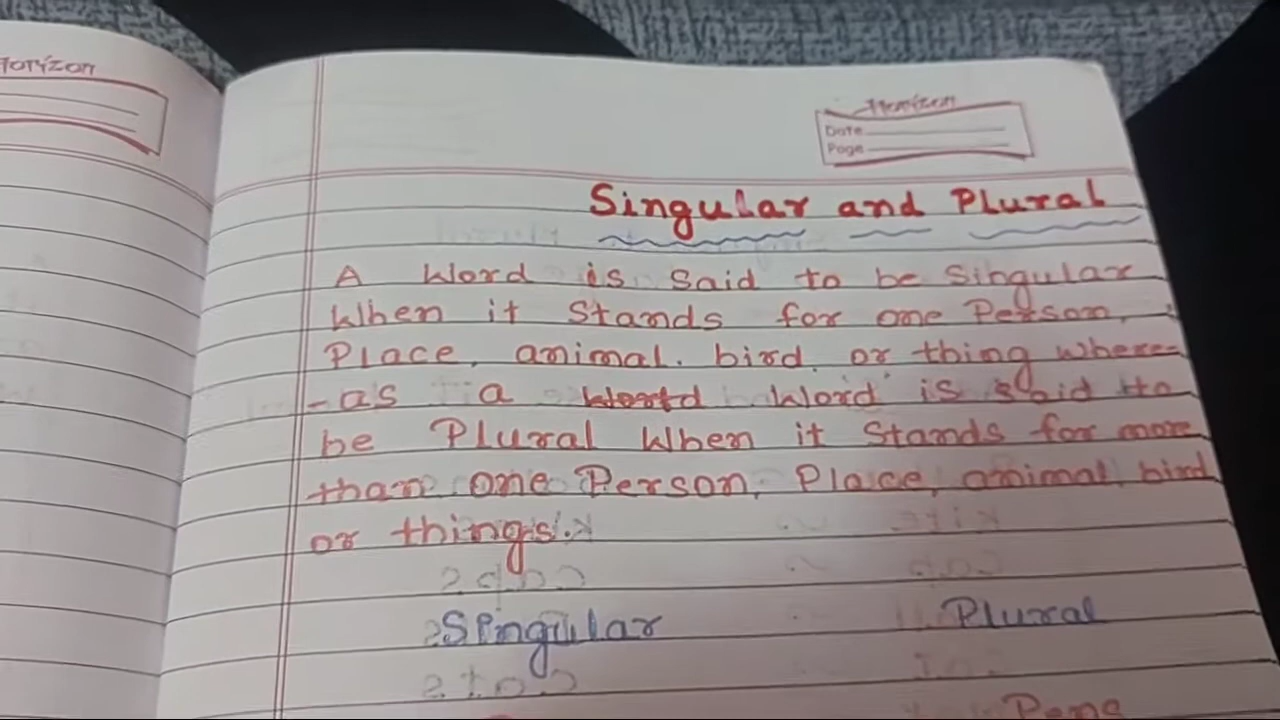 Horizon
Horizon
Date
Page
Singular and Plural
A Word is Said to be Singular
When it Stands for one Person,
Place, animal. bird. or thing where-
-as a Word is said to
be Plural When it Stands for more
than one Person, Place, animal, bird
or things.
Singular Plural
Pens